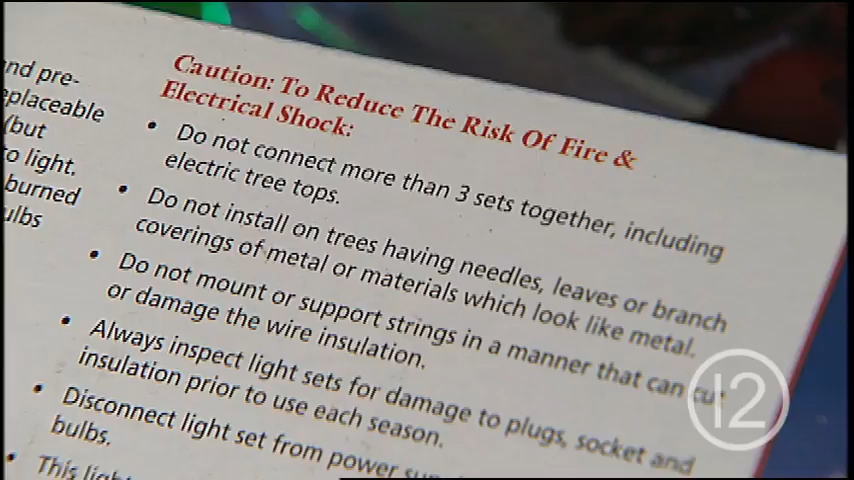 nd pre-
eplaceable
(but
o light.
burned
ulbs
Caution: To Reduce The Risk Of Fire &
Electrical Shock:
• Do not connect more than 3 sets together, including
electric tree tops.
• Do not install on trees having needles, leaves or branch
coverings of metal or materials which look like metal.
• Do not mount or support strings in a manner that can cut
or damage the wire insulation.
• Always inspect light sets for damage to plugs, socket and
insulation prior to use each season.
• Disconnect light set from power
bulbs.
• This
12